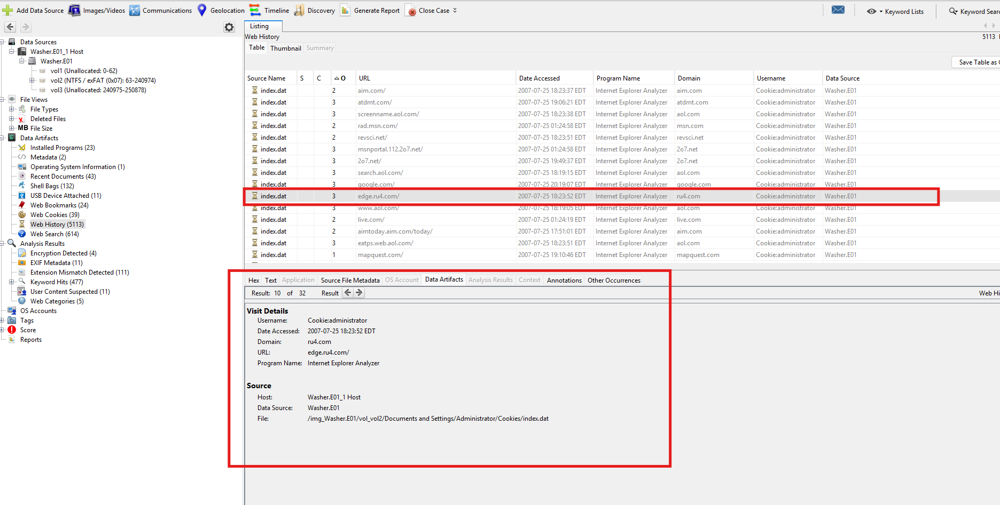 Add Data Source Images/Videos Communications Geolocation Timeline Discovery Generate Report Close Case Keyword Lists
Listing
Web History 5113
Table Thumbnail Summary
Save Table as
Source Name S C O URL Date Accessed Program Name Domain Username Data Source
index.dat 2 aim.com/ 2007-07-25 18:23:37 EDT Internet Explorer Analyzer aim.com Cookie:administrator Washer.E01
index.dat 3 atdmt.com/ 2007-07-25 19:06:21 EDT Internet Explorer Analyzer atdmt.com Cookie:administrator Washer.E01
index.dat 3 screenname.aol.com/ 2007-07-25 18:23:38 EDT Internet Explorer Analyzer aol.com Cookie:administrator Washer.E01
index.dat 2 rad.msn.com/ 2007-07-25 01:24:58 EDT Internet Explorer Analyzer msn.com Cookie:administrator Washer.E01
index.dat 2 revsci.net/ 2007-07-25 18:23:51 EDT Internet Explorer Analyzer revsci.net Cookie:administrator Washer.E01
index.dat 3 msnportal.112.2o7.net/ 2007-07-25 01:24:58 EDT Internet Explorer Analyzer 2o7.net Cookie:administrator Washer.E01
index.dat 3 2o7.net/ 2007-07-25 19:49:37 EDT Internet Explorer Analyzer 2o7.net Cookie:administrator Washer.E01
index.dat 3 search.aol.com/ 2007-07-25 18:19:15 EDT Internet Explorer Analyzer aol.com Cookie:administrator Washer.E01
index.dat 3 google.com/ 2007-07-25 20:19:07 EDT Internet Explorer Analyzer google.com Cookie:administrator Washer.E01
index.dat 3 edge.ru4.com/ 2007-07-25 18:23:52 EDT Internet Explorer Analyzer ru4.com Cookie:administrator Washer.E01
index.dat 3 www.aol.com/ 2007-07-25 18:19:05 EDT Internet Explorer Analyzer aol.com Cookie:administrator Washer.E01
index.dat 2 live.com/ 2007-07-25 01:24:19 EDT Internet Explorer Analyzer live.com Cookie:administrator Washer.E01
index.dat 2 aimtoday.aim.com/today/ 2007-07-25 17:51:01 EDT Internet Explorer Analyzer aim.com Cookie:administrator Washer.E01
index.dat 3 eatps.web.aol.com/ 2007-07-25 18:23:51 EDT Internet Explorer Analyzer aol.com Cookie:administrator Washer.E01
index.dat 1 mapquest.com/ 2007-07-25 19:10:46 EDT Internet Explorer Analyzer mapquest.com Cookie:administrator Washer.E01
Data Sources
Washer.E01_1 Host
Washer.E01
vol1 (Unallocated: 0-62)
vol2 (NTFS / exFAT (0x07): 63-240974)
vol3 (Unallocated: 240975-250878)
File Views
File Types
Deleted Files
MB File Size
Data Artifacts
Installed Programs (23)
Metadata (2)
Operating System Information (1)
Recent Documents (43)
Shell Bags (132)
USB Device Attached (11)
Web Bookmarks (24)
Web Cookies (39)
Web History (5113)
Web Search (614)
Analysis Results
Encryption Detected (4)
EXIF Metadata (11)
Extension Mismatch Detected (111)
Keyword Hits (477)
User Content Suspected (11)
Web Categories (5)
OS Accounts
Tags
Score
Reports
Hex Text Application Source File Metadata OS Account Data Artifacts Analysis Results Context Annotations Other Occurrences
Result: 10 of 32 Result
Visit Details
Username: Cookie:administrator
Date Accessed: 2007-07-25 18:23:52 EDT
Domain: ru4.com
URL: edge.ru4.com/
Program Name: Internet Explorer Analyzer
Source
Host: Washer.E01_1 Host
Data Source: Washer.E01
File: /img_Washer.E01/vol_vol2/Documents and Settings/Administrator/Cookies/index.dat